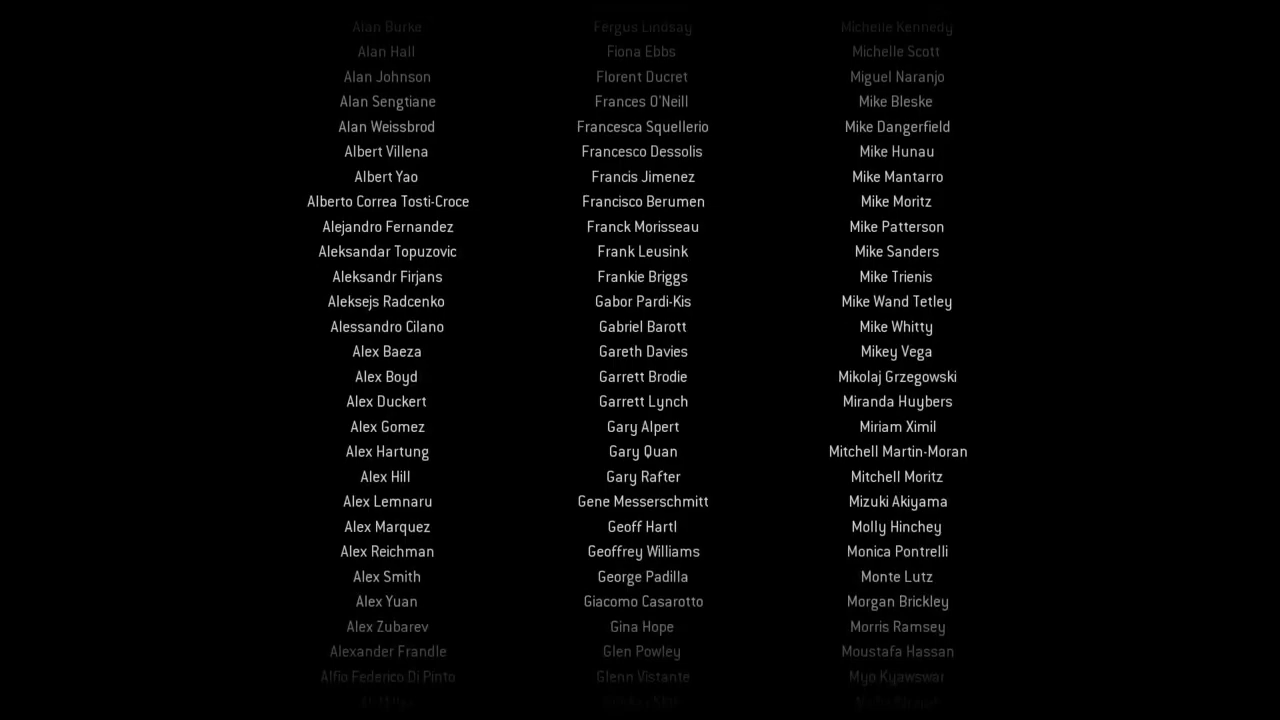 Alan Burke
Alan Hall
Alan Johnson
Alan Sengtiane
Alan Weissbrod
Albert Villena
Albert Yao
Alberto Correa Tosti-Croce
Alejandro Fernandez
Aleksandar Topuzovic
Aleksandr Firjans
Aleksejs Radcenko
Alessandro Cilano
Alex Baeza
Alex Boyd
Alex Duckert
Alex Gomez
Alex Hartung
Alex Hill
Alex Lemnaru
Alex Marquez
Alex Reichman
Alex Smith
Alex Yuan
Alex Zubarev
Alexander Frandle
Alfio Federico Di Pinto
Fergus Lindsay
Fiona Ebbs
Florent Ducret
Frances O'Neill
Francesca Squellerio
Francesco Dessolis
Francis Jimenez
Francisco Berumen
Franck Morisseau
Frank Leusink
Frankie Briggs
Gabor Pardi-Kis
Gabriel Barott
Gareth Davies
Garrett Brodie
Garrett Lynch
Gary Alpert
Gary Quan
Gary Rafter
Gene Messerschmitt
Geoff Hartl
Geoffrey Williams
George Padilla
Giacomo Casarotto
Gina Hope
Glen Powley
Glenn Vistante
Michelle Kennedy
Michelle Scott
Miguel Naranjo
Mike Bleske
Mike Dangerfield
Mike Hunau
Mike Mantarro
Mike Moritz
Mike Patterson
Mike Sanders
Mike Trienis
Mike Wand Tetley
Mike Whitty
Mikey Vega
Mikolaj Grzegowski
Miranda Huybers
Miriam Ximil
Mitchell Martin-Moran
Mitchell Moritz
Mizuki Akiyama
Molly Hinchey
Monica Pontrelli
Monte Lutz
Morgan Brickley
Morris Ramsey
Moustafa Hassan
Myo Kyawswar